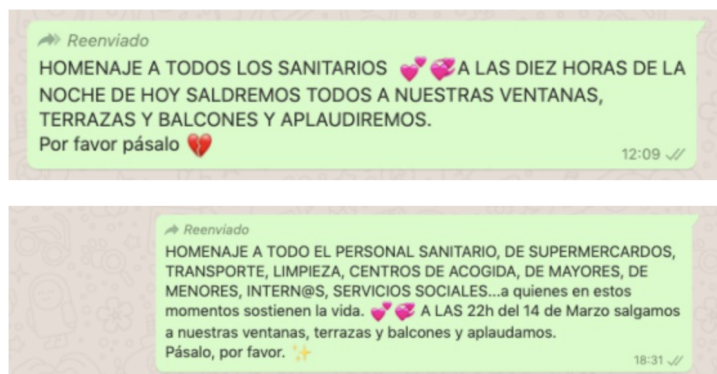 Reenviado
HOMENAJE A TODOS LOS SANITARIOS 💕💞A LAS DIEZ HORAS DE LA
NOCHE DE HOY SALDREMOS TODOS A NUESTRAS VENTANAS,
TERRAZAS Y BALCONES Y APLAUDIREMOS.
Por favor pásalo 💔
12:09
Reenviado
HOMENAJE A TODO EL PERSONAL SANITARIO, DE SUPERMERCARDOS,
TRANSPORTE, LIMPIEZA, CENTROS DE ACOGIDA, DE MAYORES, DE
MENORES, INTERN@S, SERVICIOS SOCIALES...a quienes en estos
momentos sostienen la vida. 💕💞 A LAS 22h del 14 de Marzo salgamos
a nuestras ventanas, terrazas y balcones y aplaudamos.
Pásalo, por favor. ✨
18:31